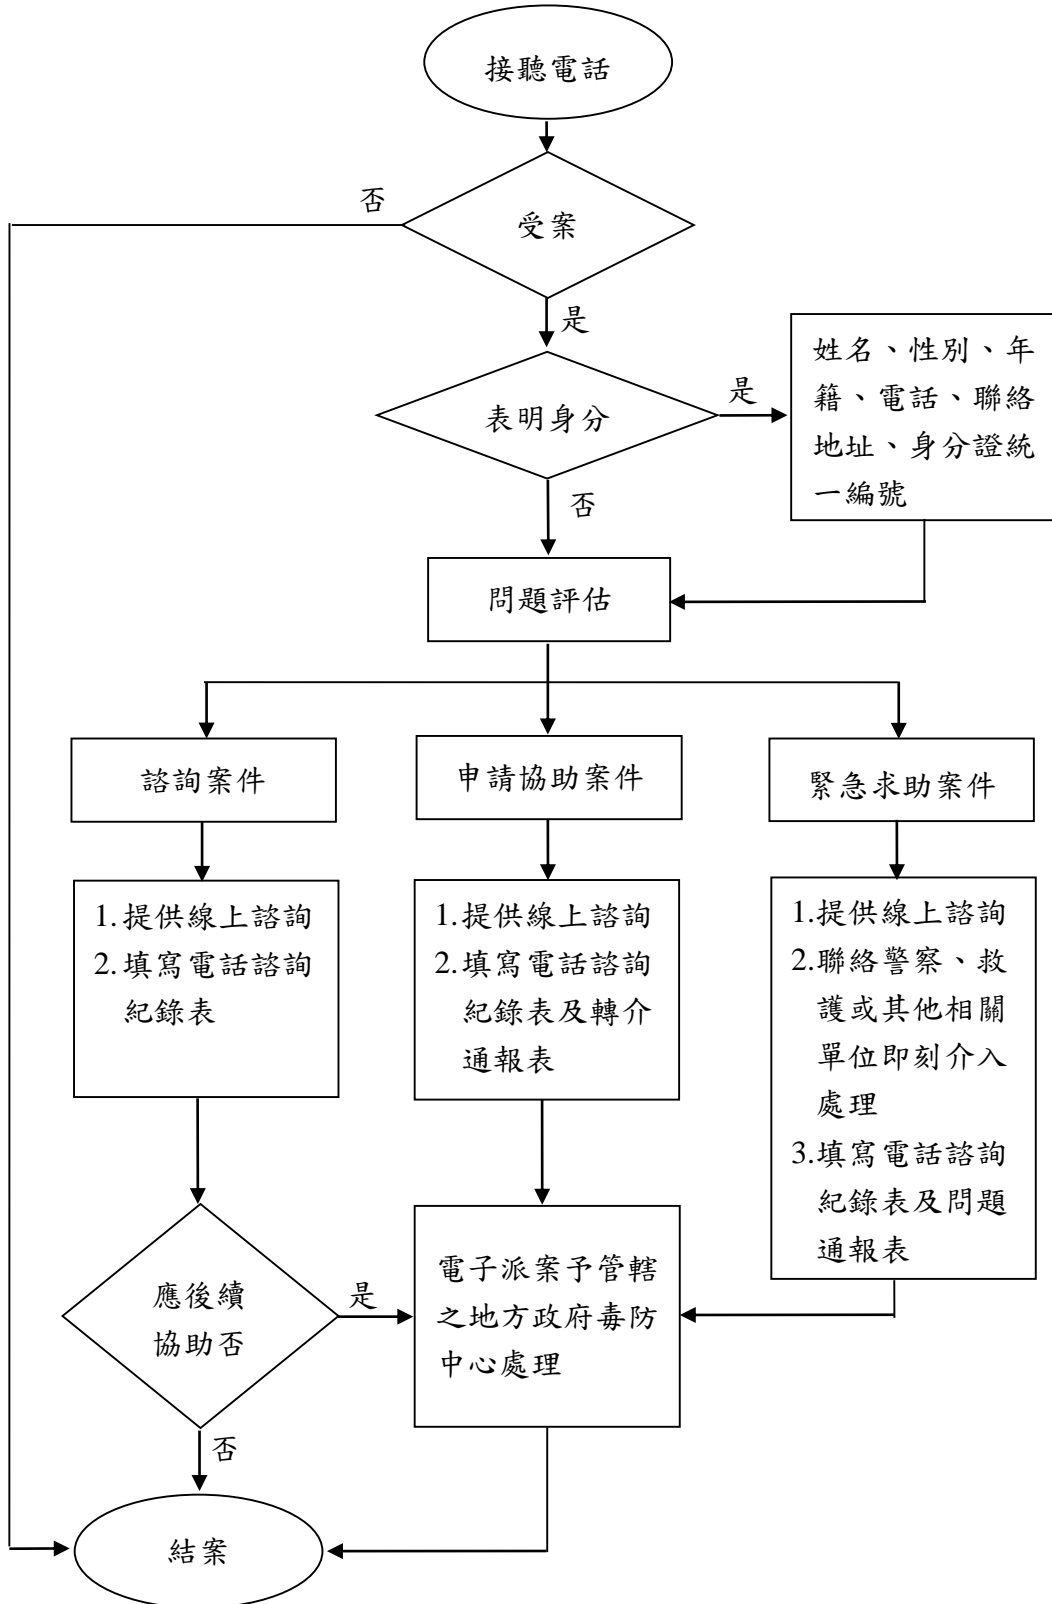 接聽電話
否
受案
是
姓名、性別、年
籍、電話、聯絡
地址、身分證統
一編號
是
表明身分
否
問題評估
諮詢案件
申請協助案件
緊急求助案件
1.提供線上諮詢
2.填寫電話諮詢
紀錄表
1.提供線上諮詢
2.填寫電話諮詢
紀錄表及轉介
通報表
1.提供線上諮詢
2.聯絡警察、救
護或其他相關
單位即刻介入
處理
3.填寫電話諮詢
紀錄表及問題
通報表
應後續
協助否
是
電子派案予管轄
之地方政府毒防
中心處理
否
結案